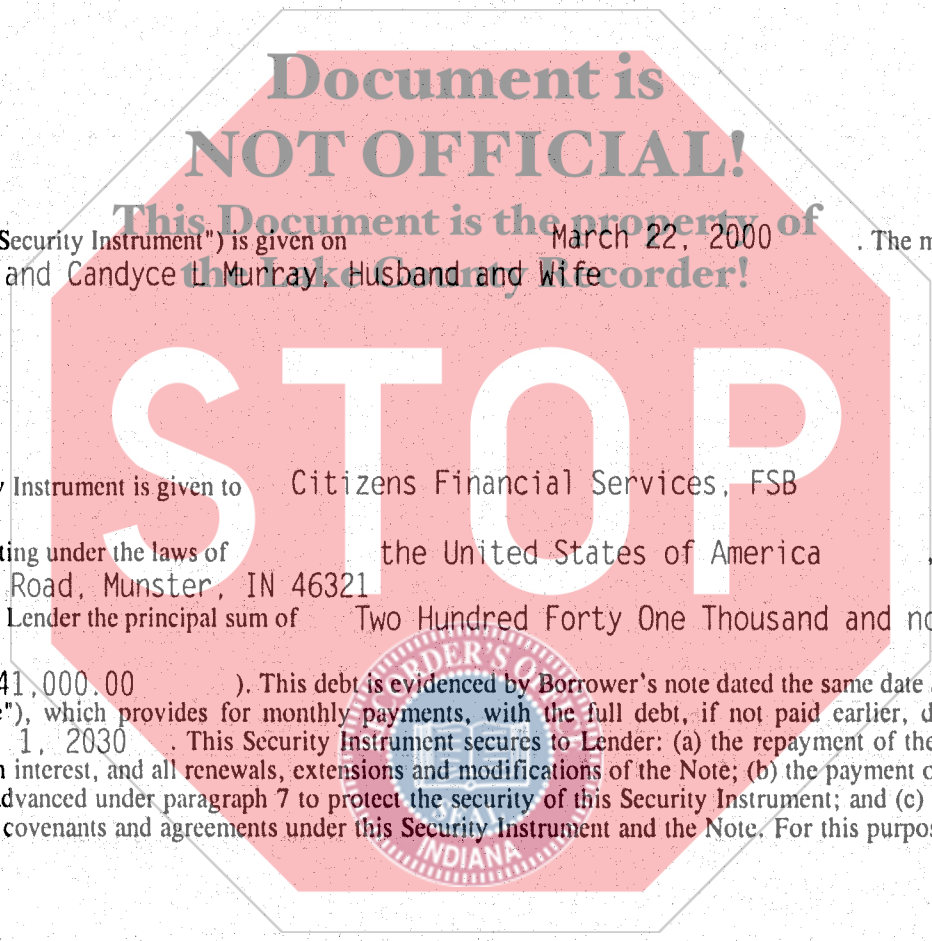 Document is
NOT OFFICIAL!
This Document is the property of
the Lake County Recorder!
Security Instrument") is given on March 22, 2000 . The m
and Candyce L Murray, Husband and Wife
STOP
Instrument is given to Citizens Financial Services, FSB
ting under the laws of the United States of America ,
Road, Munster, IN 46321
Lender the principal sum of Two Hundred Forty One Thousand and no
41,000.00 ). This debt is evidenced by Borrower's note dated the same date
"), which provides for monthly payments, with the full debt, if not paid earlier, d
1, 2030 . This Security Instrument secures to Lender: (a) the repayment of the
interest, and all renewals, extensions and modifications of the Note; (b) the payment o
dvanced under paragraph 7 to protect the security of this Security Instrument; and (c)
covenants and agreements under this Security Instrument and the Note. For this purpos
RECORDER'S OF
SEAL
INDIANA